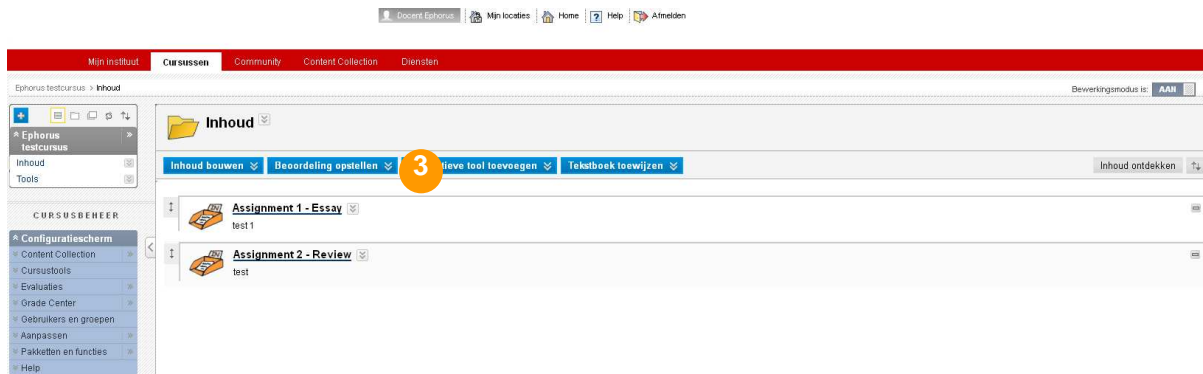 Docent Ephorus Mijn locaties Home ? Help Afmelden
Mijn instituut Cursussen Community Content Collection Diensten
Ephorus testcursus > Inhoud Bewerkingsmodus is: AAN
Inhoud
Ephorus
testcursus
Inhoud
Tools
Inhoud bouwen Beoordeling opstellen 3 tieve tool toevoegen Tekstboek toewijzen Inhoud ontdekken
Assignment 1 - Essay
test 1
Assignment 2 - Review
test
CURSUSBEHEER
Configuratiescherm
Content Collection
Cursustools
Evaluaties
Grade Center
Gebruikers en groepen
Aanpassen
Pakketten en functies
Help